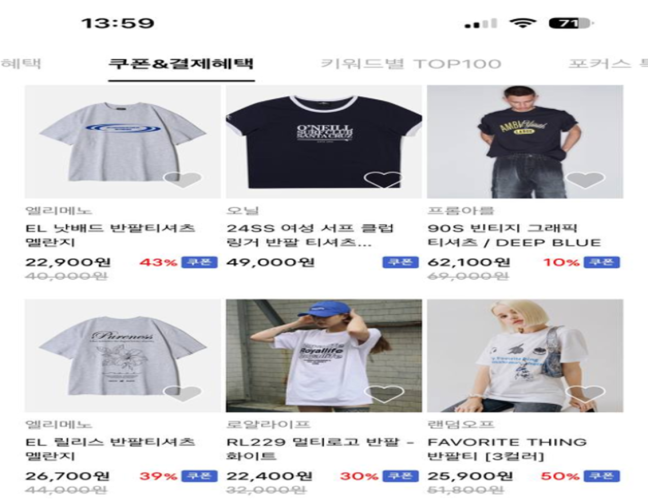 13:59
71
혜택 쿠폰&결제혜택 키워드별 TOP100 포커스
엘리메노
EL 낫배드 반팔티셔츠
멜란지
22,900원 43% 쿠폰
40,000원
O'NEILL
SURF CLUB
SANTA CRUZ
오닐
24SS 여성 서프 클럽
링거 반팔 티셔츠...
49,000원 쿠폰
프롬아를
90S 빈티지 그래픽
티셔츠 / DEEP BLUE
62,100원 10% 쿠폰
69,000원
Pureness
엘리메노
EL 릴리스 반팔티셔츠
멜란지
26,700원 39% 쿠폰
44,000원
Royallife
로얄라이프
RL229 멀티로고 반팔 -
화이트
22,400원 30% 쿠폰
32,000원
랜덤오프
FAVORITE THING
반팔티 [3컬러]
25,900원 50% 쿠폰
51,800원